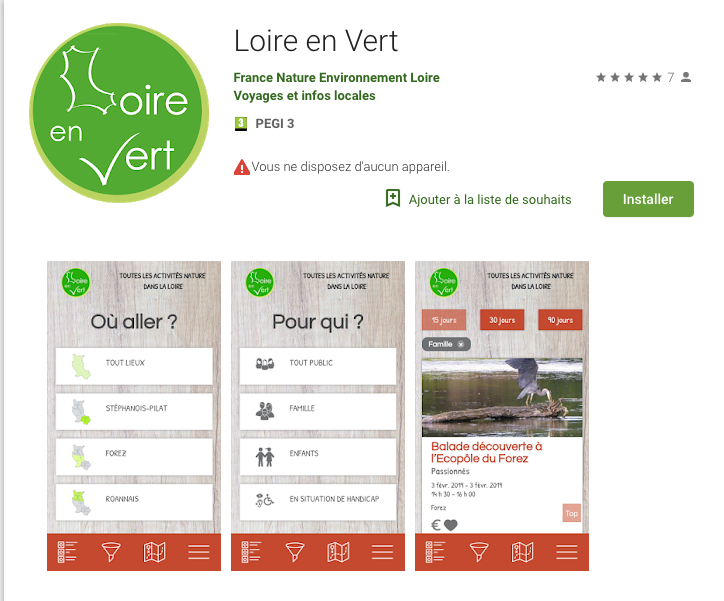 Loire
en
Vert
Loire en Vert
France Nature Environnement Loire
7
Voyages et infos locales
3 PEGI 3
Vous ne disposez d'aucun appareil.
Ajouter à la liste de souhaits
Installer
Loire
en
Vert
TOUTES LES ACTIVITÉS NATURE
DANS LA LOIRE
Où aller ?
TOUT LIEUX
STÉPHANOIS-PILAT
FOREZ
ROANNAIS
Loire
en
Vert
TOUTES LES ACTIVITÉS NATURE
DANS LA LOIRE
Pour qui ?
TOUT PUBLIC
FAMILLE
ENFANTS
EN SITUATION DE HANDICAP
Loire
en
Vert
TOUTES LES ACTIVITÉS NATURE
DANS LA LOIRE
15 jours
30 jours
90 jours
Famille
Balade découverte à
l'Ecopôle du Forez
Passionnés
3 févr. 2019 - 3 févr. 2019
14 h 30 - 16 h 00
Forez
€
Top